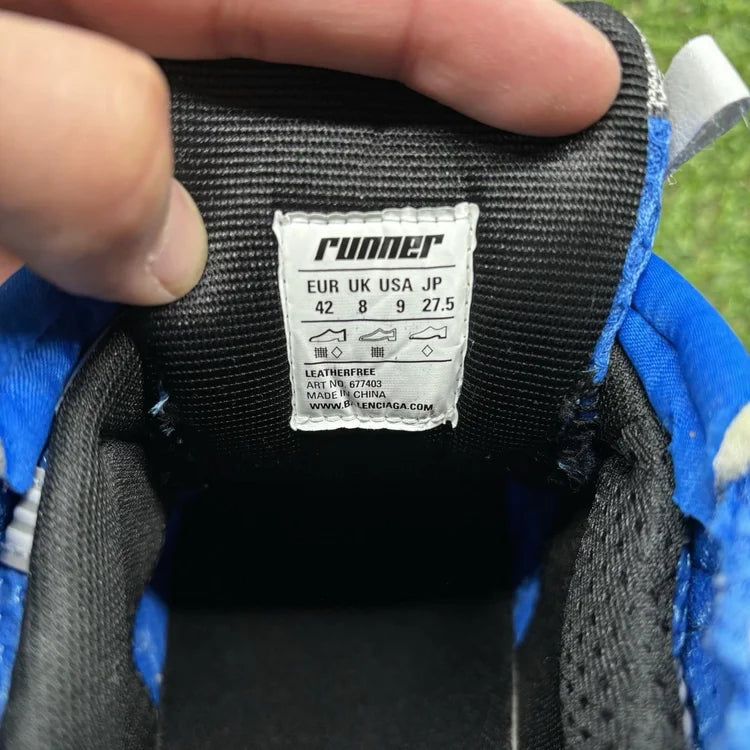 runner
EUR UK USA JP
42 8 9 27.5
LEATHERFREE
ART NO. 677403
MADE IN CHINA
WWW.BALENCIAGA.COM